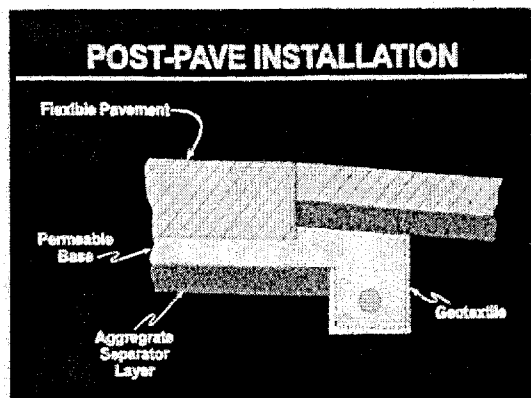 POST-PAVE INSTALLATION
Flexible Pavement
Permeable
Base
Geotextile
Aggregrate
Separator
Layer